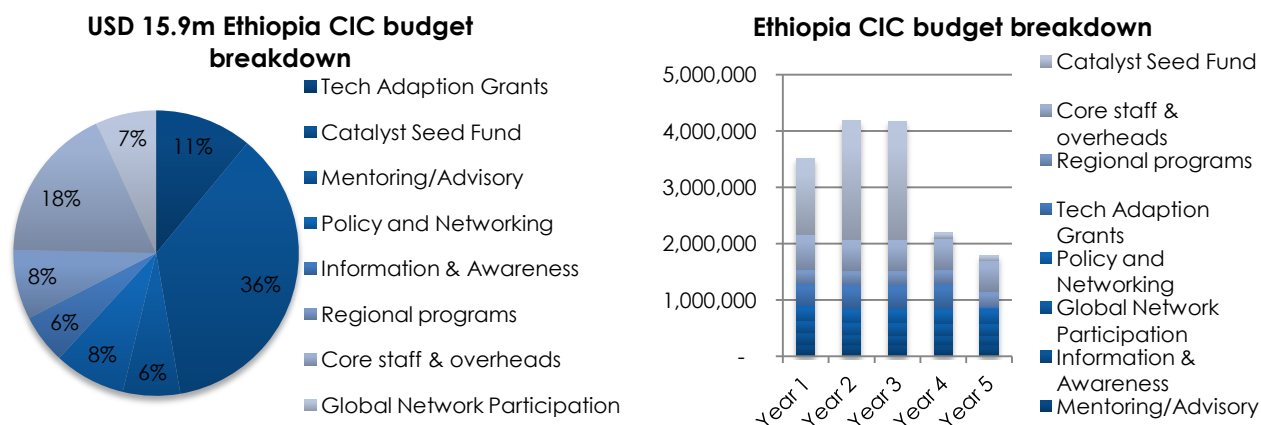 USD 15.9m Ethiopia CIC budget
breakdown
Tech Adaption Grants
Catalyst Seed Fund
Mentoring/Advisory
Policy and Networking
Information & Awareness
Regional programs
Core staff & overheads
Global Network Participation
11%
36%
6%
8%
6%
8%
18%
7%
Ethiopia CIC budget breakdown
5,000,000
4,000,000
3,000,000
2,000,000
1,000,000
-
Year 1
Year 2
Year 3
Year 4
Year 5
Catalyst Seed Fund
Core staff &
overheads
Regional programs
Tech Adaption
Grants
Policy and
Networking
Global Network
Participation
Information &
Awareness
Mentoring/Advisory